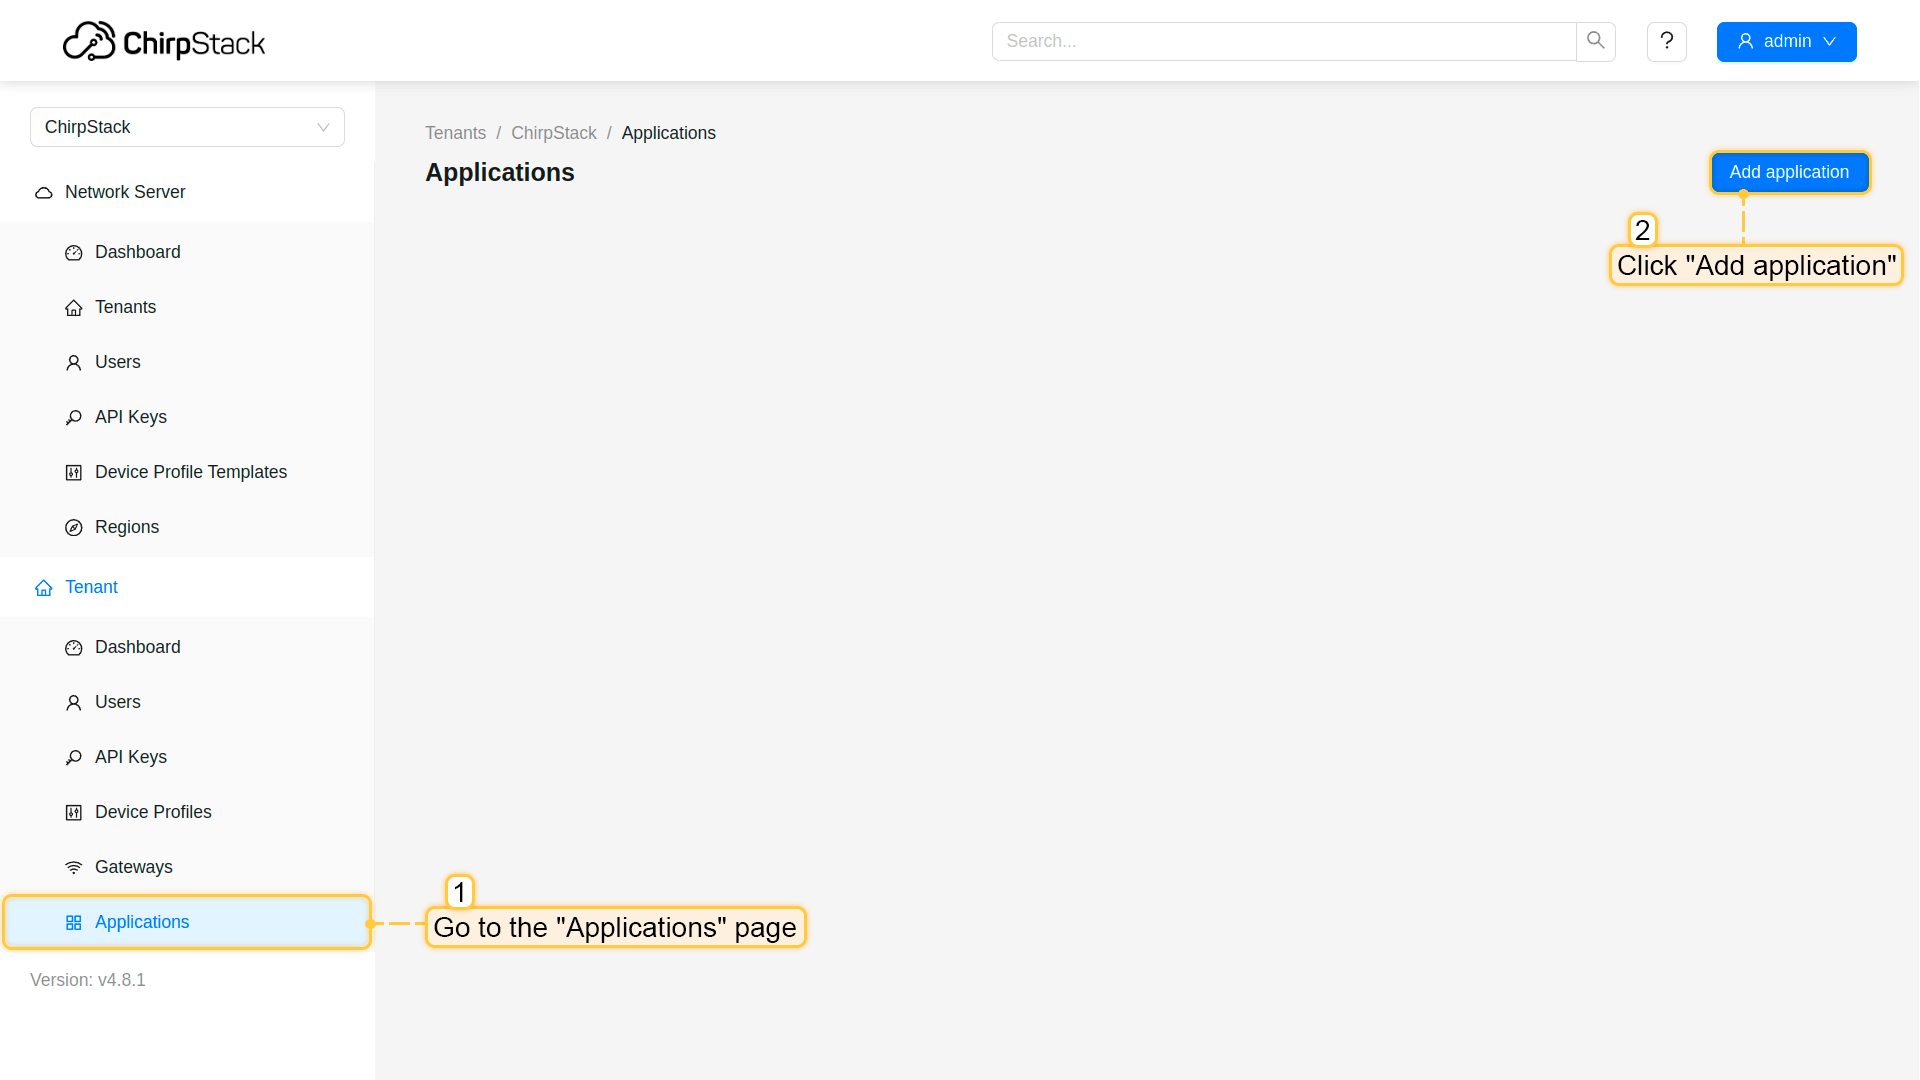 ChirpStack
Search...
?
admin
ChirpStack
Network Server
Dashboard
Tenants
Users
API Keys
Device Profile Templates
Regions
Tenant
Dashboard
Users
API Keys
Device Profiles
Gateways
Applications
Version: v4.8.1
Tenants / ChirpStack / Applications
Applications
Add application
2
Click "Add application"
1
Go to the "Applications" page